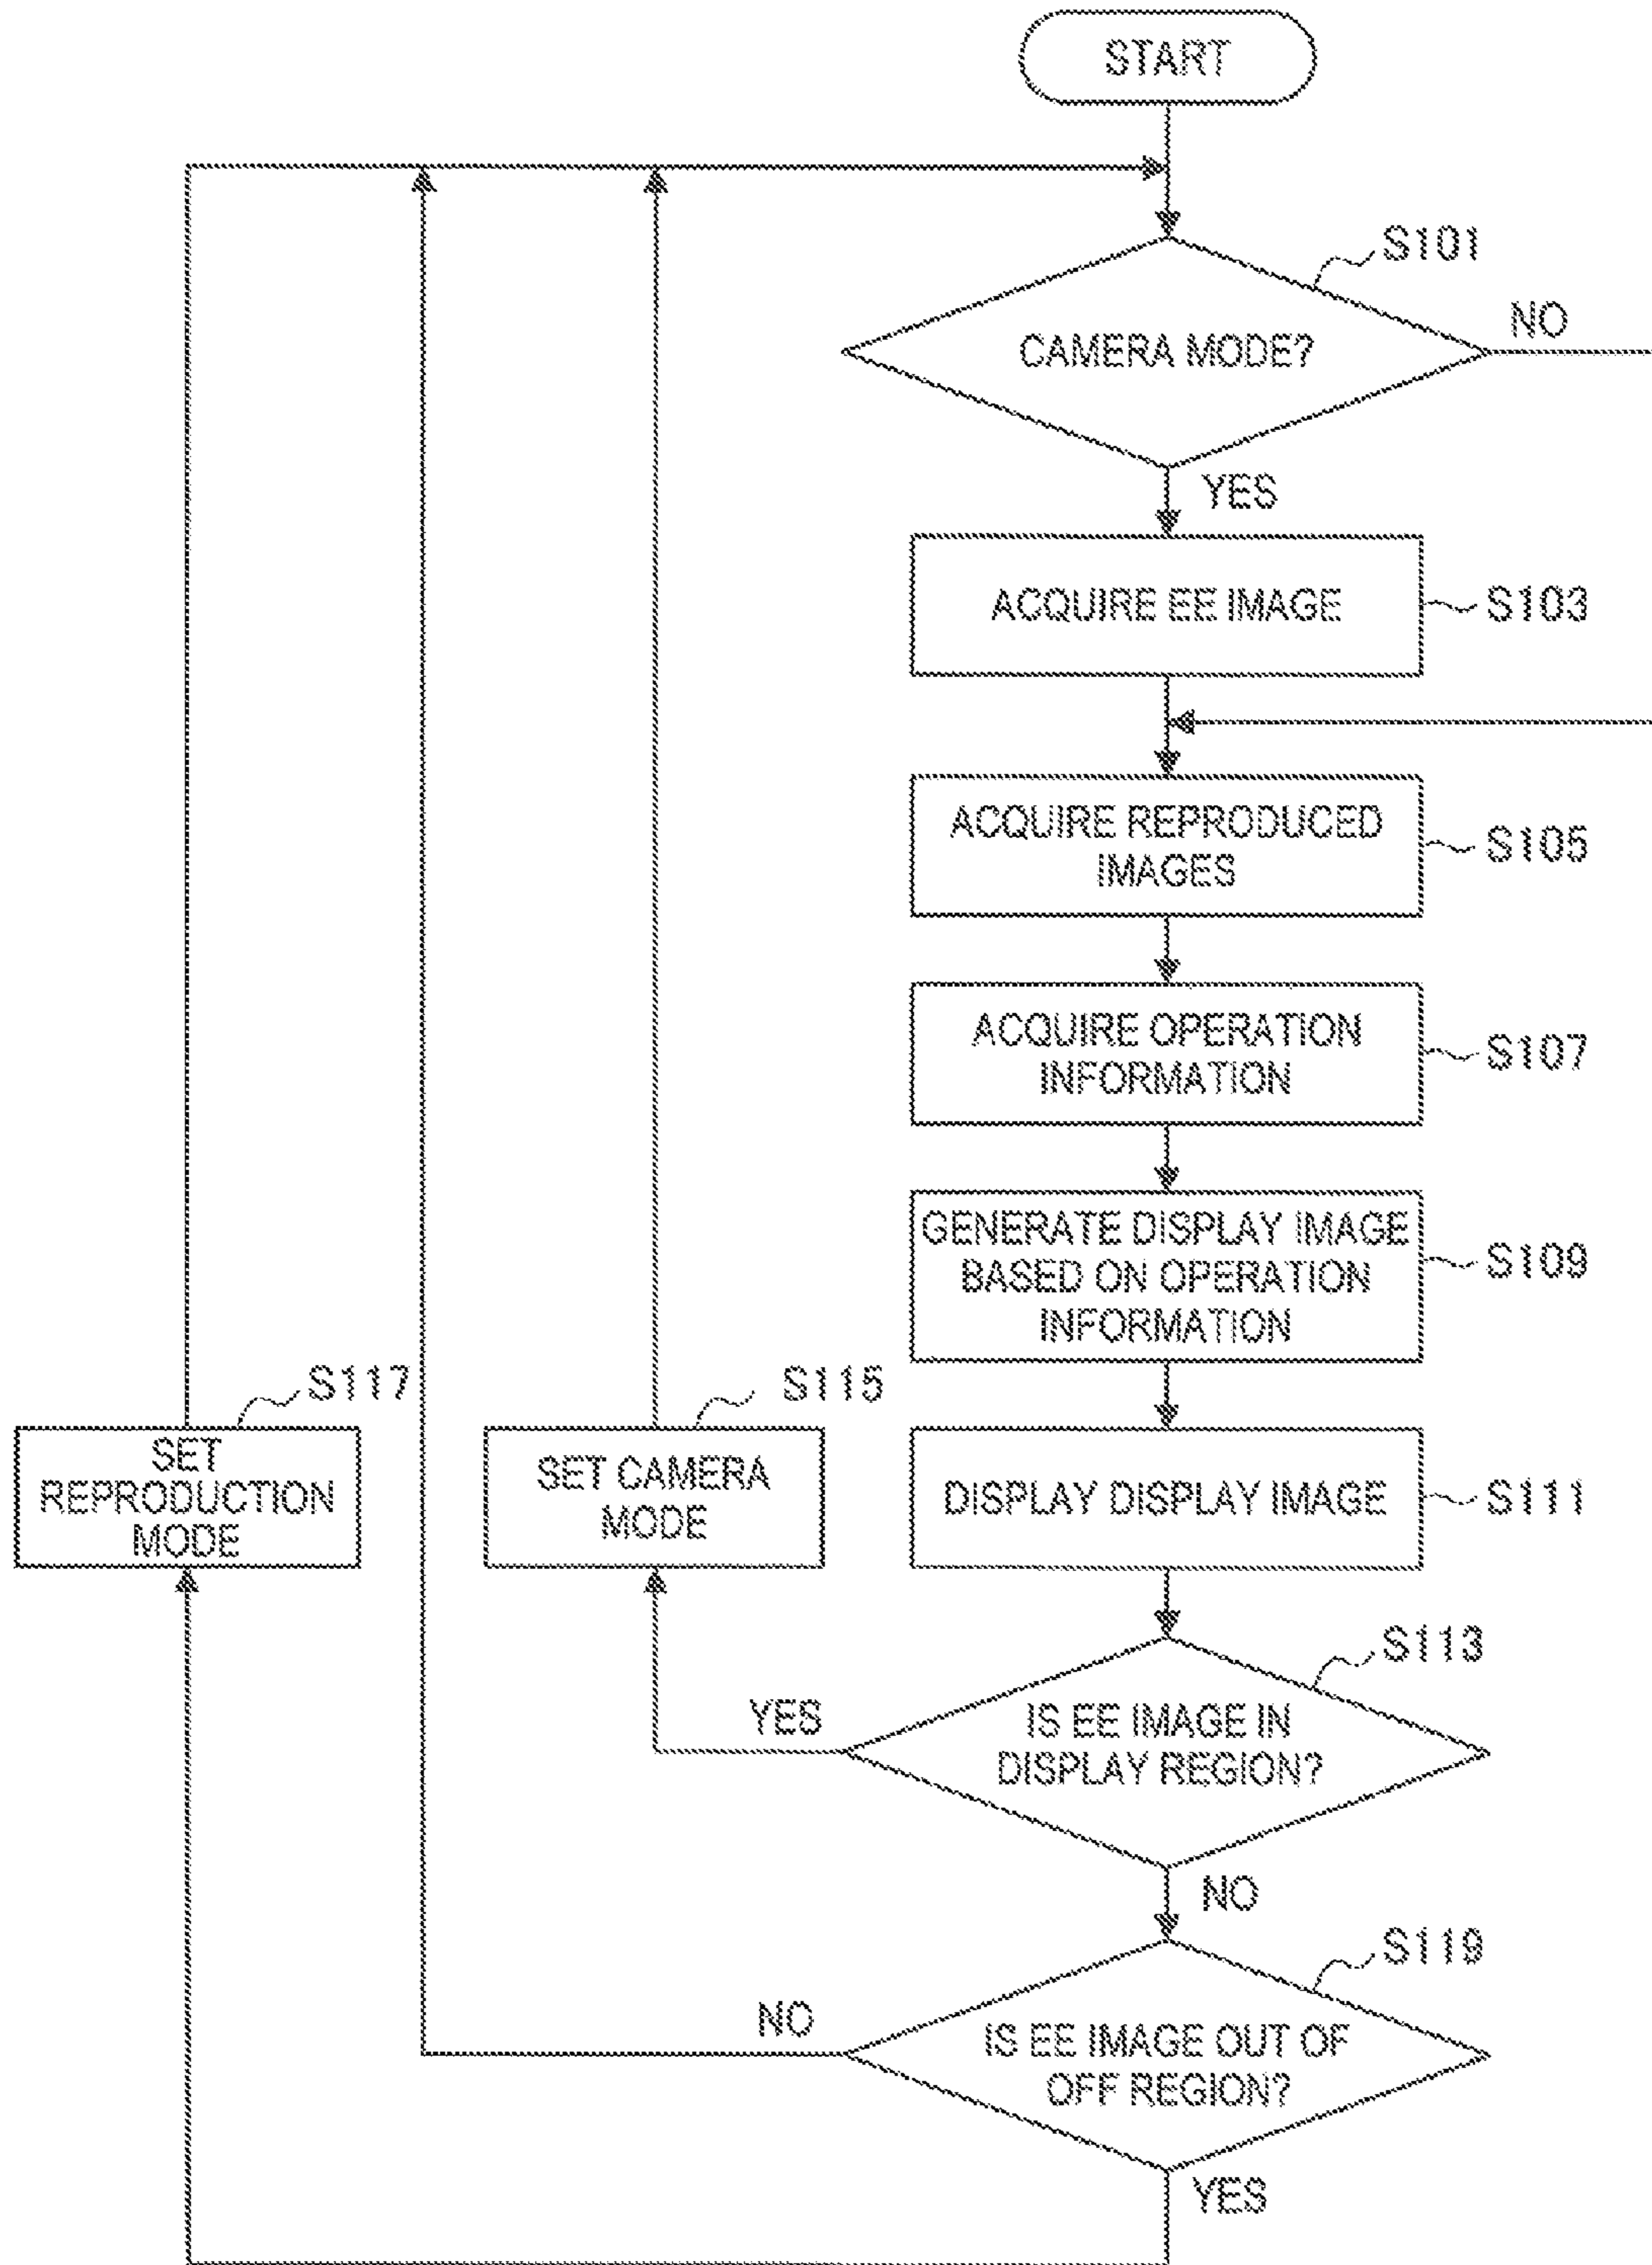 START
S101
CAMERA MODE?
NO
YES
ACQUIRE EE IMAGE
S103
ACQUIRE REPRODUCED
IMAGES
S105
ACQUIRE OPERATION
INFORMATION
S107
GENERATE DISPLAY IMAGE
BASED ON OPERATION
INFORMATION
S109
S117
SET
REPRODUCTION
MODE
S115
SET CAMERA
MODE
DISPLAY DISPLAY IMAGE
S111
S113
IS EE IMAGE IN
DISPLAY REGION?
YES
NO
S119
IS EE IMAGE OUT OF
OFF REGION?
NO
YES